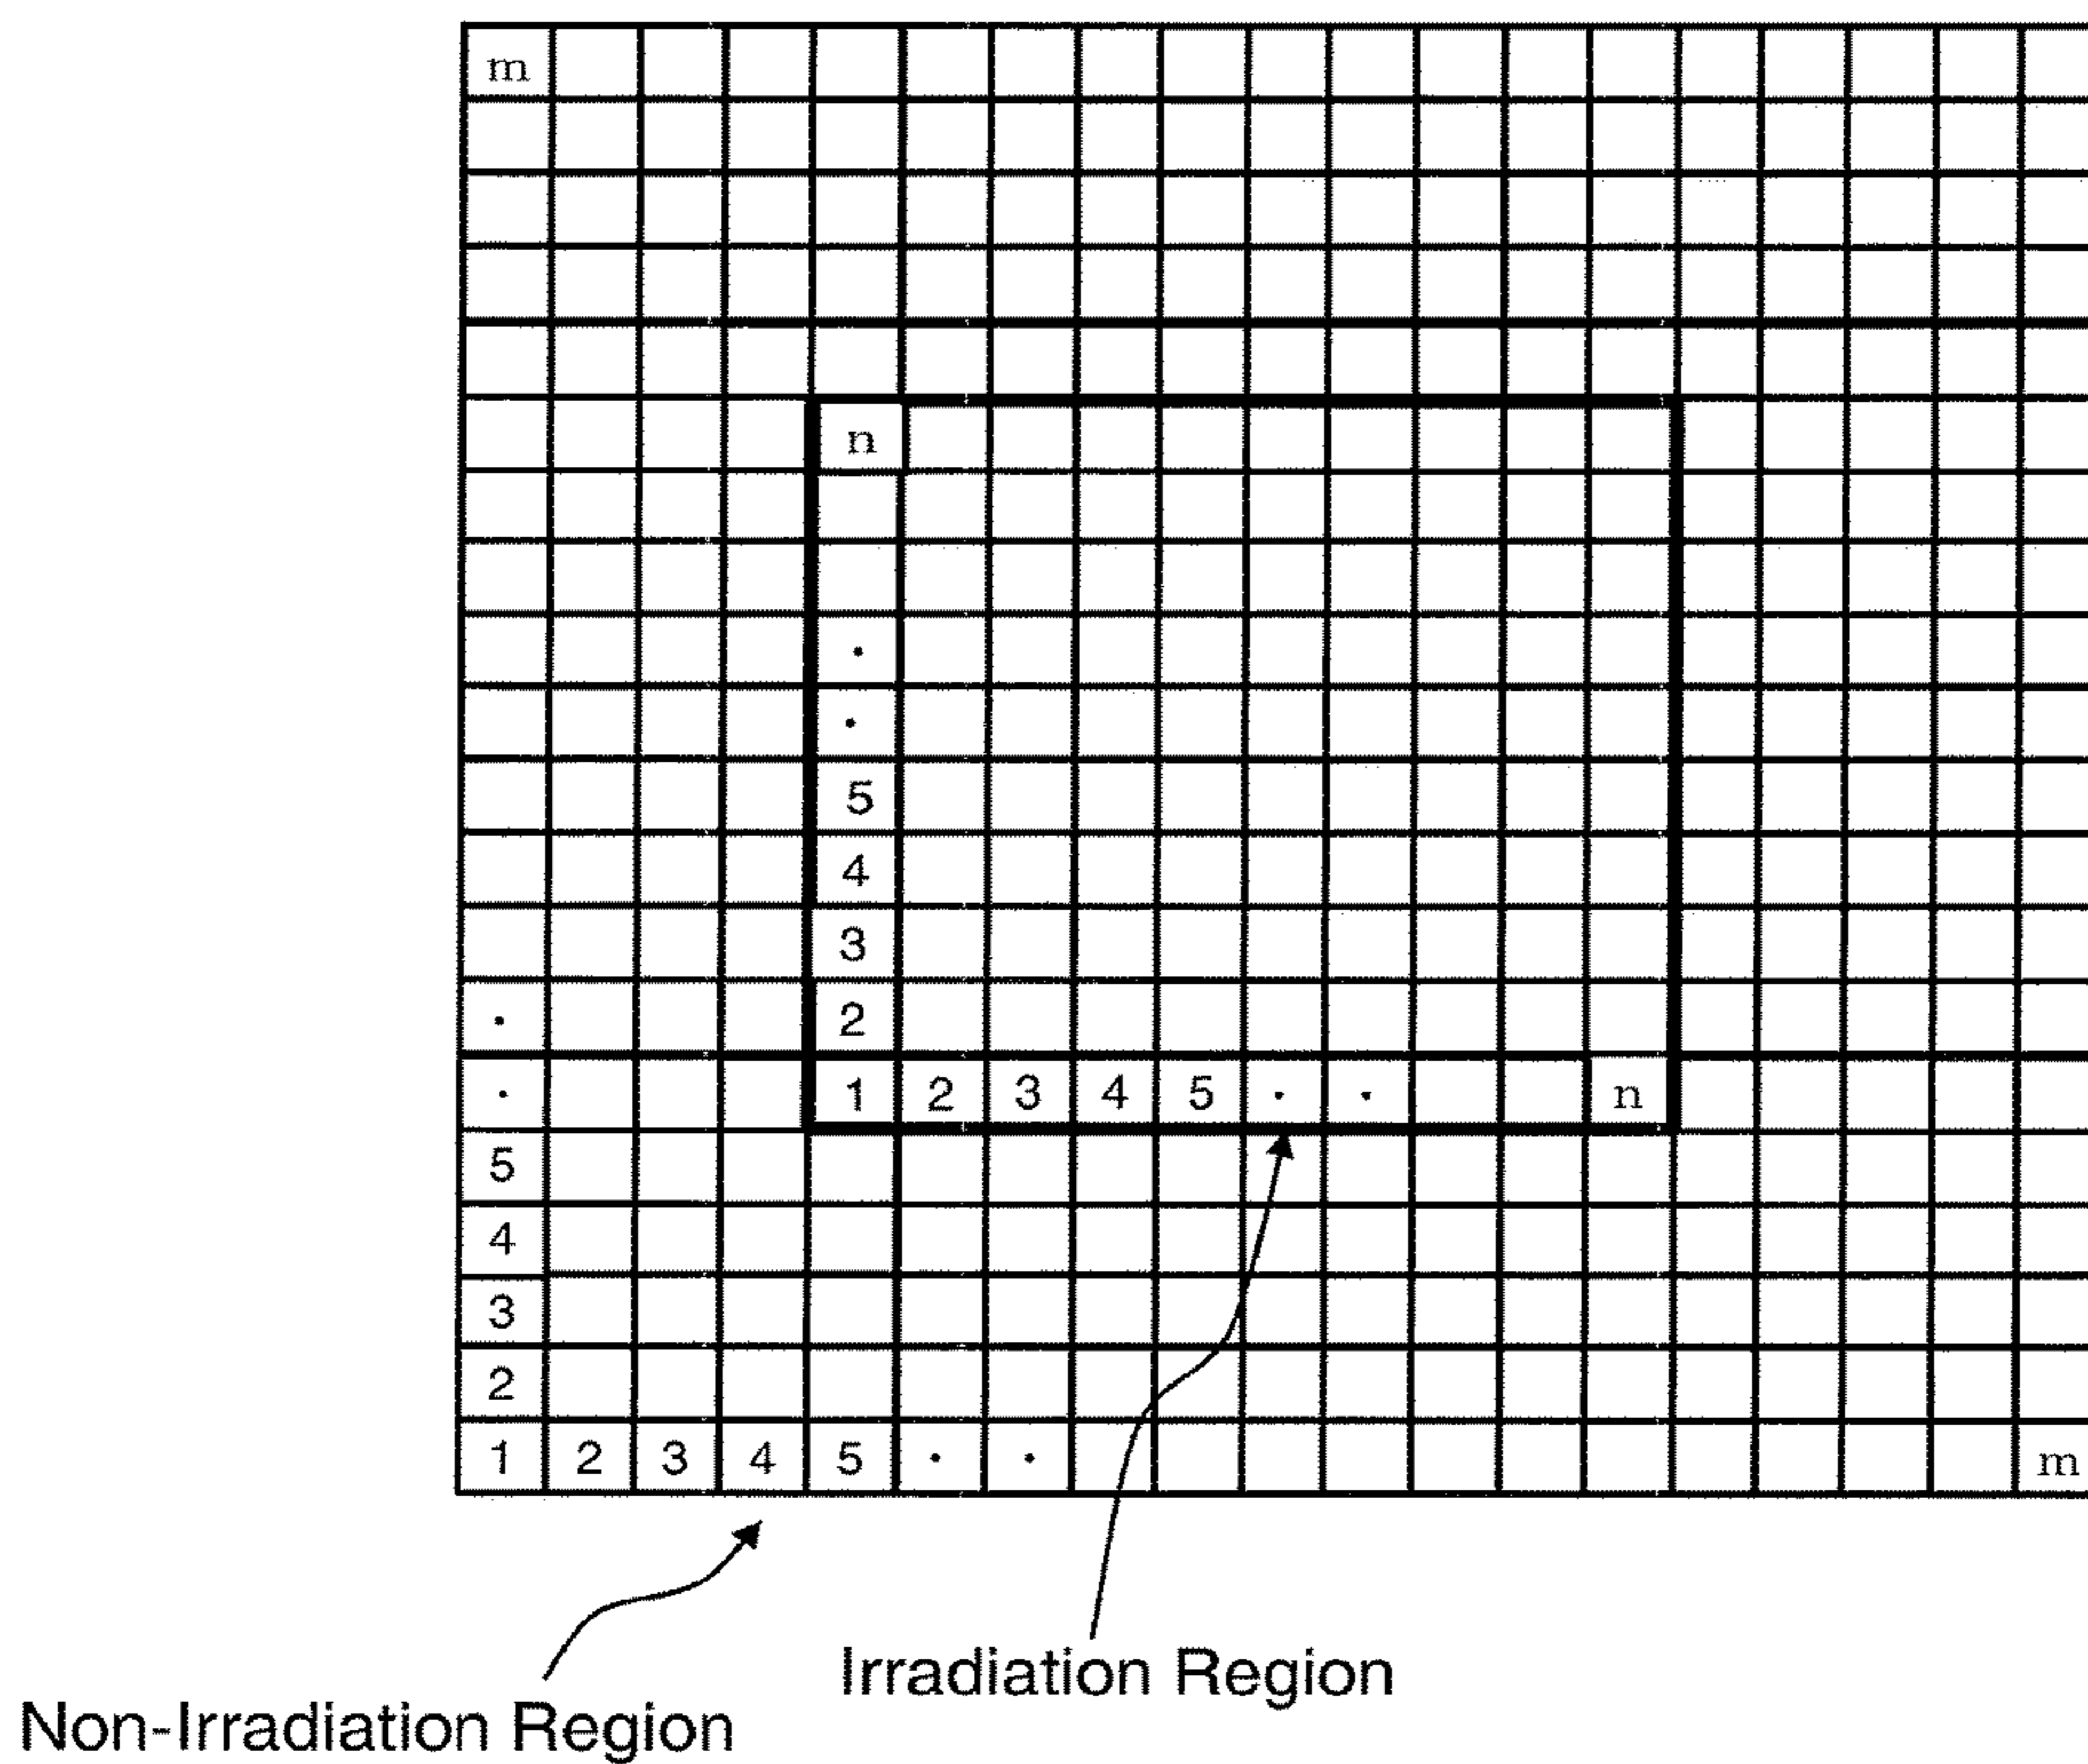 m
n
·
·
5
4
3
· 2
· 1 2 3 4 5 · · n
5
4
3
2
1 2 3 4 5 · · m
Irradiation Region
Non-Irradiation Region